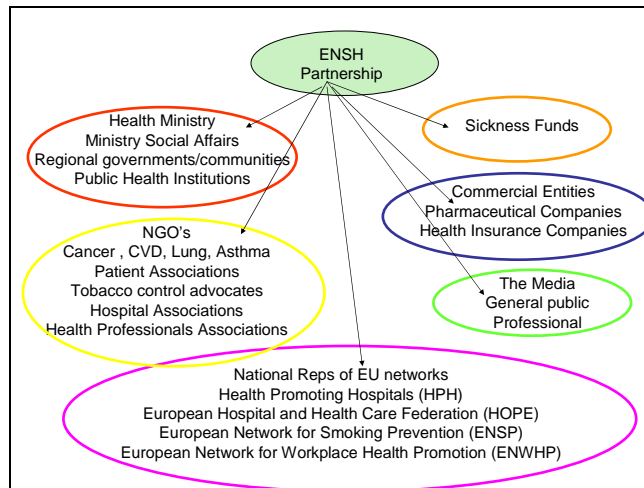 ENSH
Partnership
Health Ministry
Ministry Social Affairs
Regional governments/communities
Public Health Institutions
Sickness Funds
Commercial Entities
Pharmaceutical Companies
Health Insurance Companies
NGO's
Cancer , CVD, Lung, Asthma
Patient Associations
Tobacco control advocates
Hospital Associations
Health Professionals Associations
The Media
General public
Professional
National Reps of EU networks
Health Promoting Hospitals (HPH)
European Hospital and Health Care Federation (HOPE)
European Network for Smoking Prevention (ENSP)
European Network for Workplace Health Promotion (ENWHP)